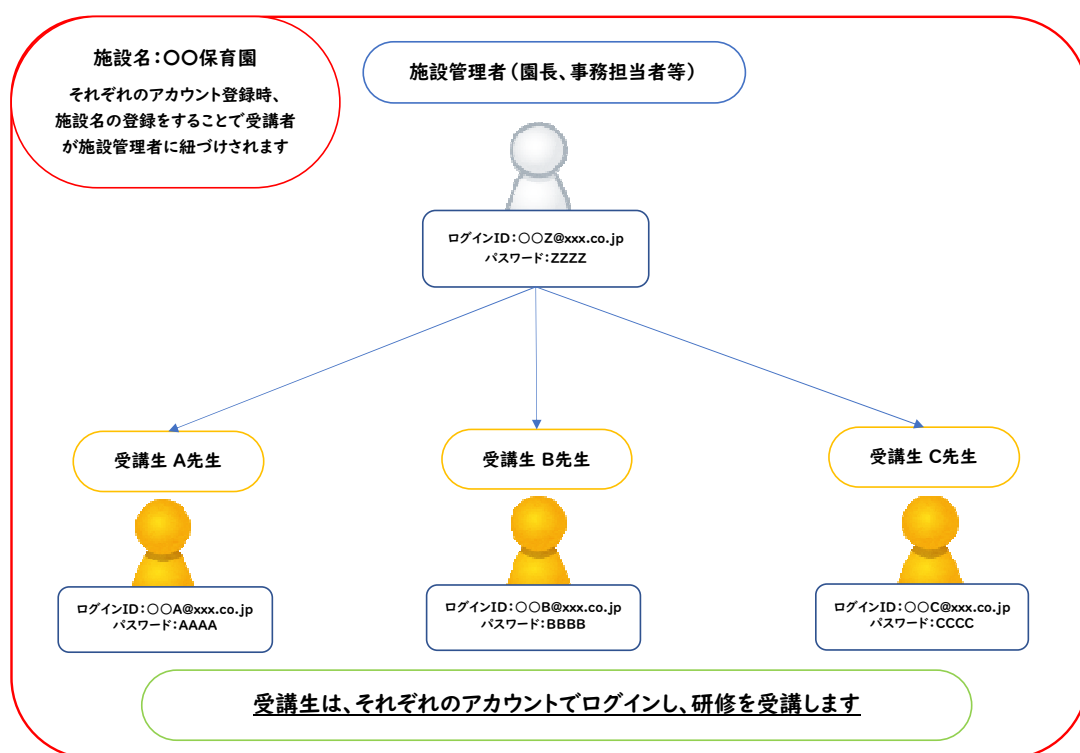 施設名：〇〇保育園
それぞれのアカウント登録時、
施設名の登録をすることで受講者
が施設管理者に紐づけされます
施設管理者（園長、事務担当者等）
ログインID：〇〇Z@xxx.co.jp
パスワード：ZZZZ
受講生 A先生
受講生 B先生
受講生 C先生
ログインID：〇〇A@xxx.co.jp
パスワード：AAAA
ログインID：〇〇B@xxx.co.jp
パスワード：BBBB
ログインID：〇〇C@xxx.co.jp
パスワード：CCCC
受講生は、それぞれのアカウントでログインし、研修を受講します